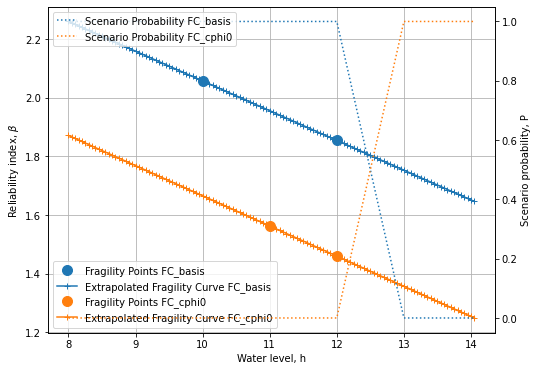 Scenario Probability FC_basis
Scenario Probability FC_cphi0
2.2
2.0
1.8
1.6
1.4
1.2
Reliability index, β
1.0
0.8
0.6
0.4
0.2
0.0
Scenario probability, P
Fragility Points FC_basis
Extrapolated Fragility Curve FC_basis
Fragility Points FC_cphi0
Extrapolated Fragility Curve FC_cphi0
8 9 10 11 12 13 14
Water level, h